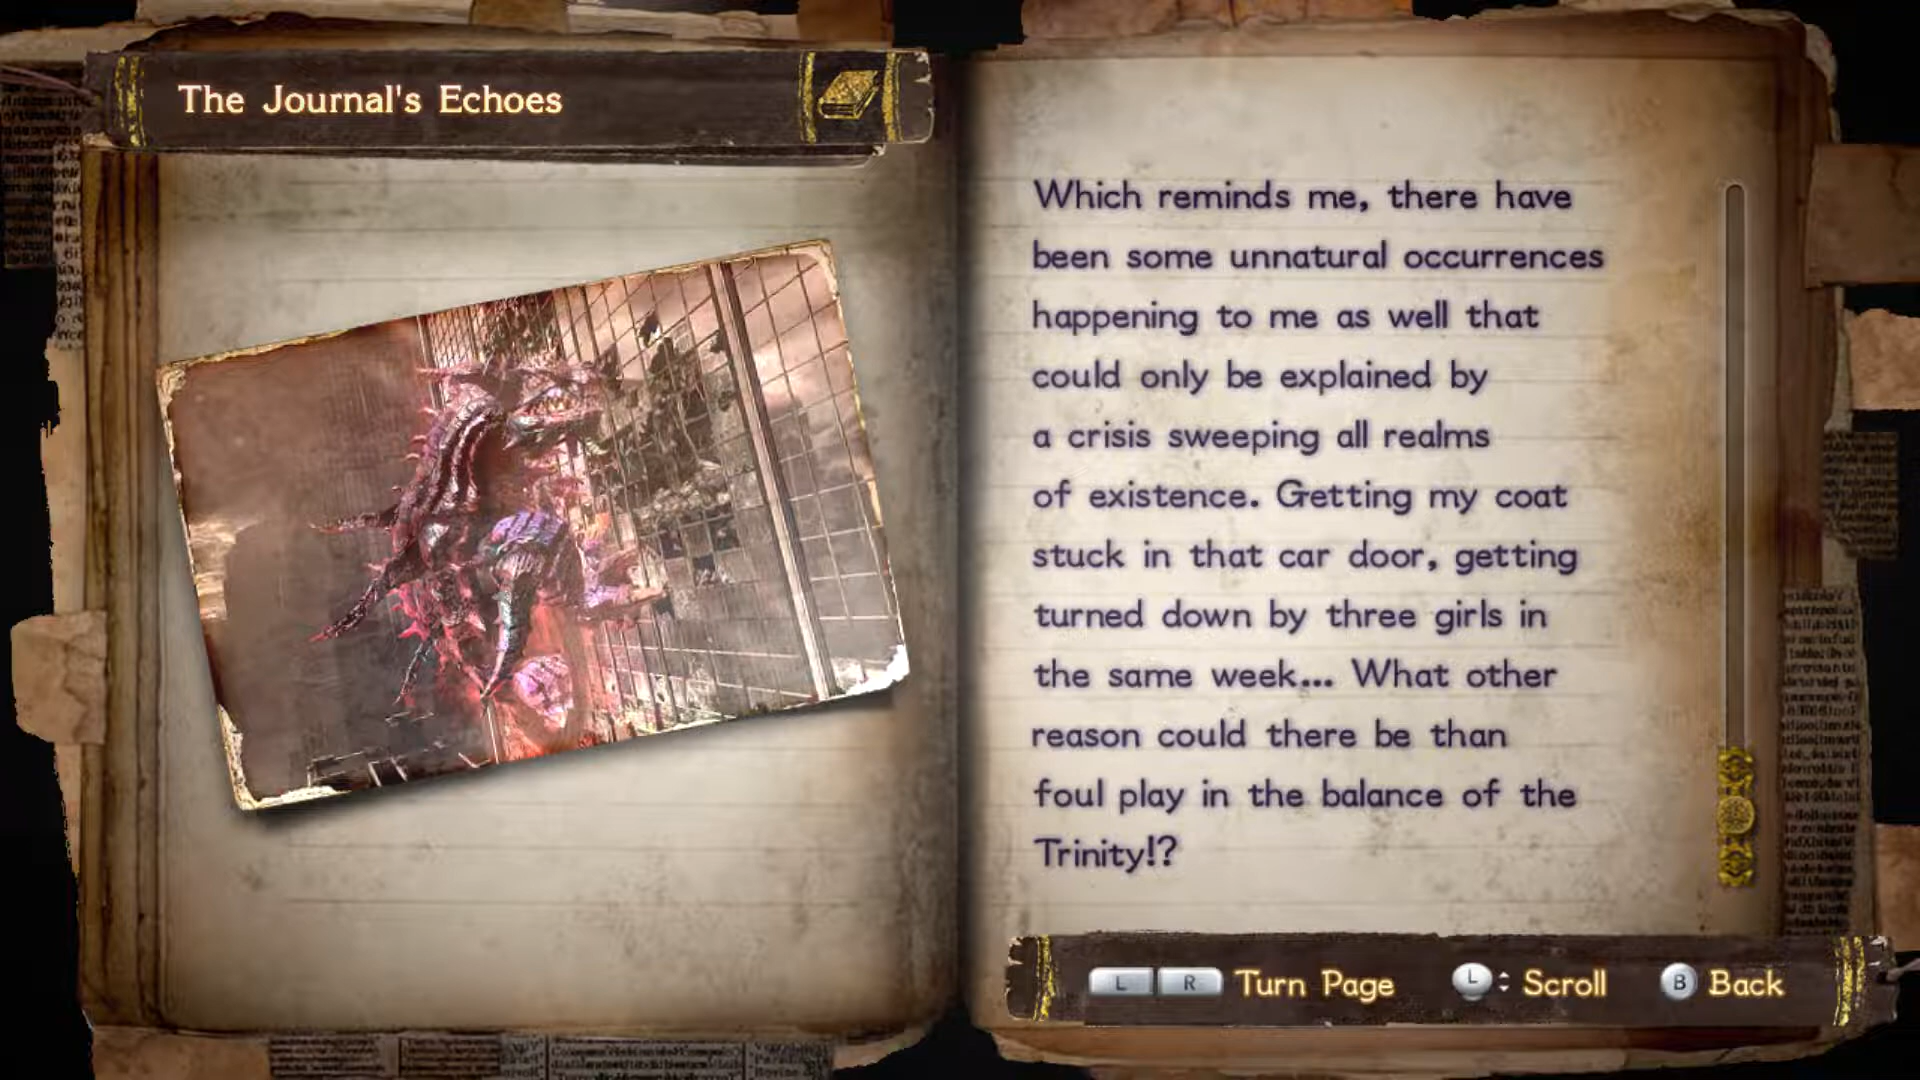 The Journal's Echoes
Which reminds me, there have
been some unnatural occurrences
happening to me as well that
could only be explained by
a crisis sweeping all realms
of existence. Getting my coat
stuck in that car door, getting
turned down by three girls in
the same week... What other
reason could there be than
foul play in the balance of the
Trinity!?
L R Turn Page L Scroll B Back